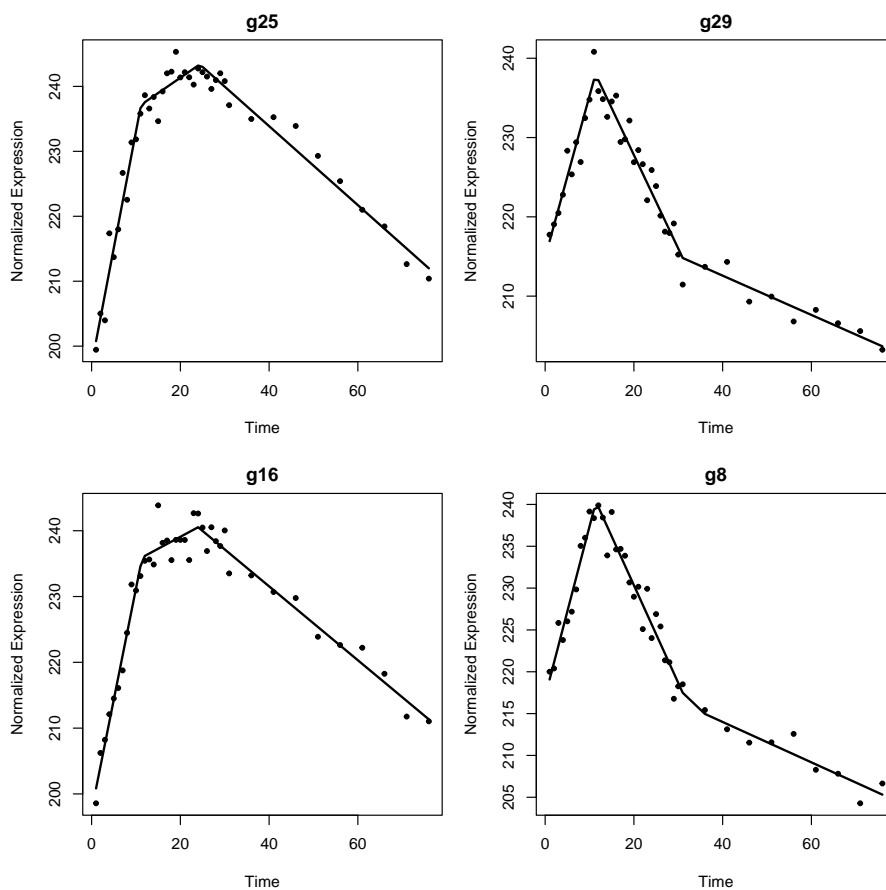 g25
Normalized Expression
200 210 220 230 240
0 20 40 60
Time
g29
Normalized Expression
210 220 230 240
0 20 40 60
Time
g16
Normalized Expression
200 210 220 230 240
0 20 40 60
Time
g8
Normalized Expression
205 210 215 220 225 230 235 240
0 20 40 60
Time